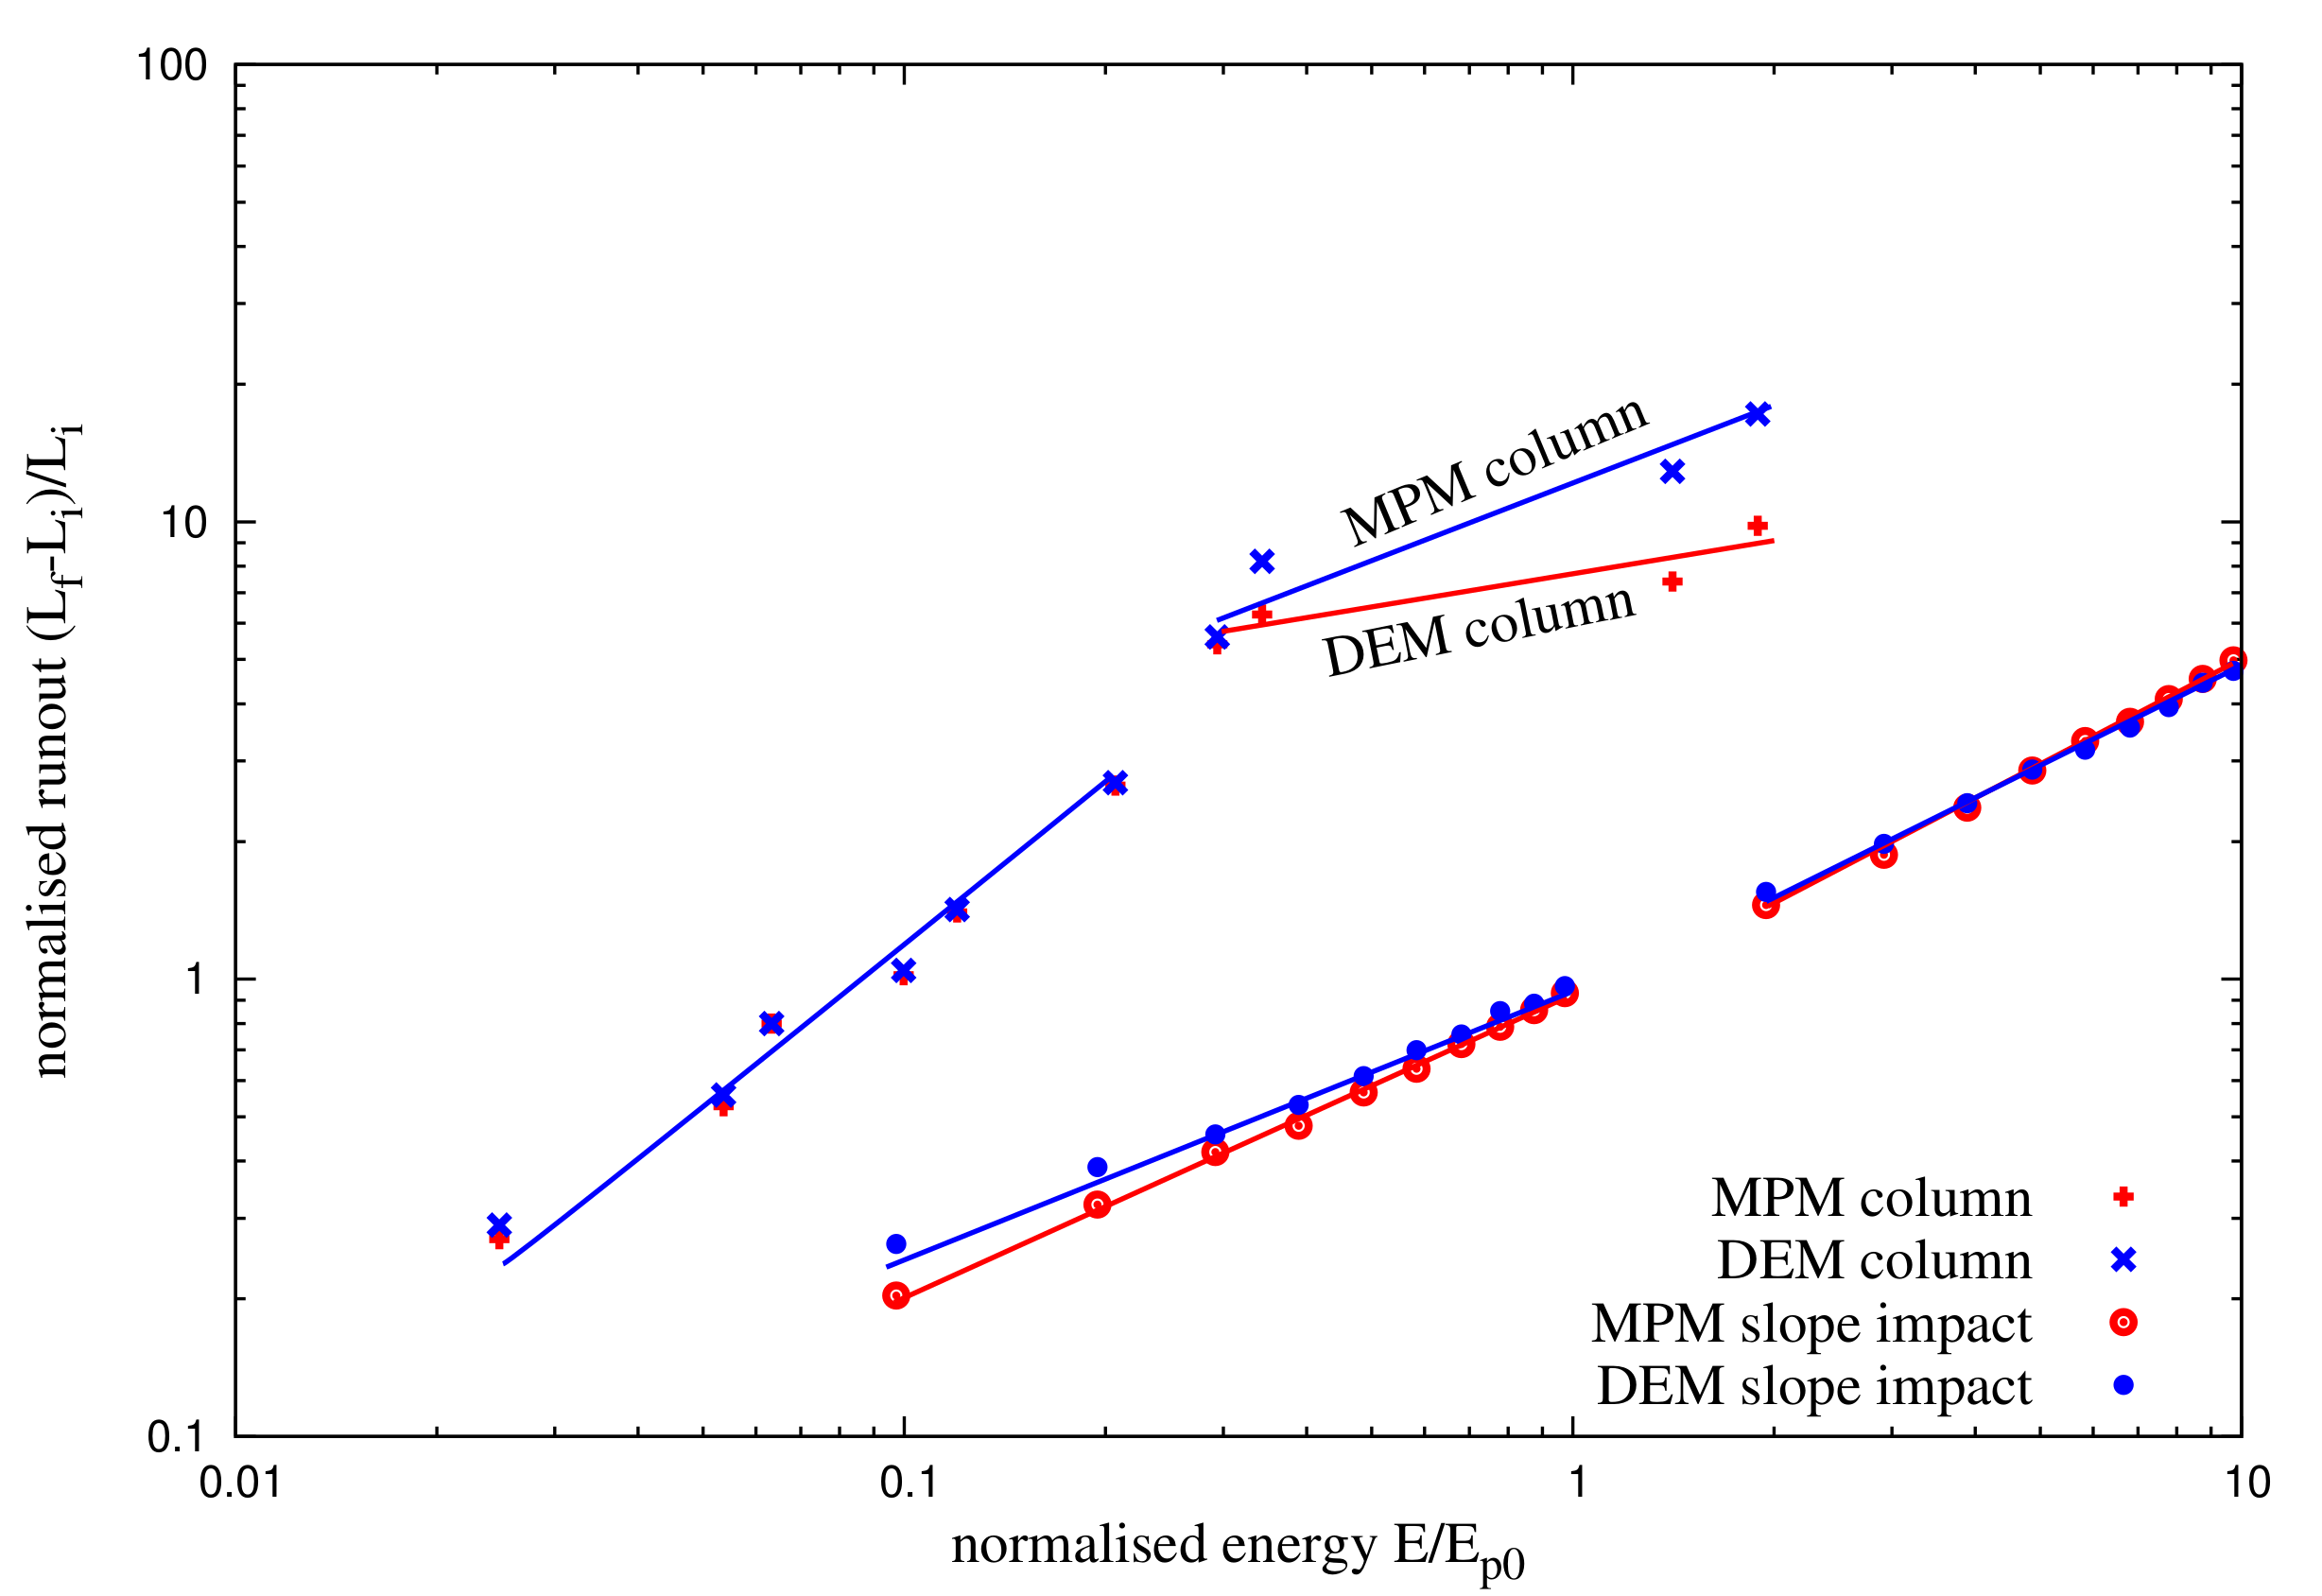 100
10
1
0.1
0.01
0.1
1
10
normalised runout (Lf-Li)/Li
normalised energy E/Ep0
MPM column
DEM column
MPM column
DEM column
MPM slope impact
DEM slope impact